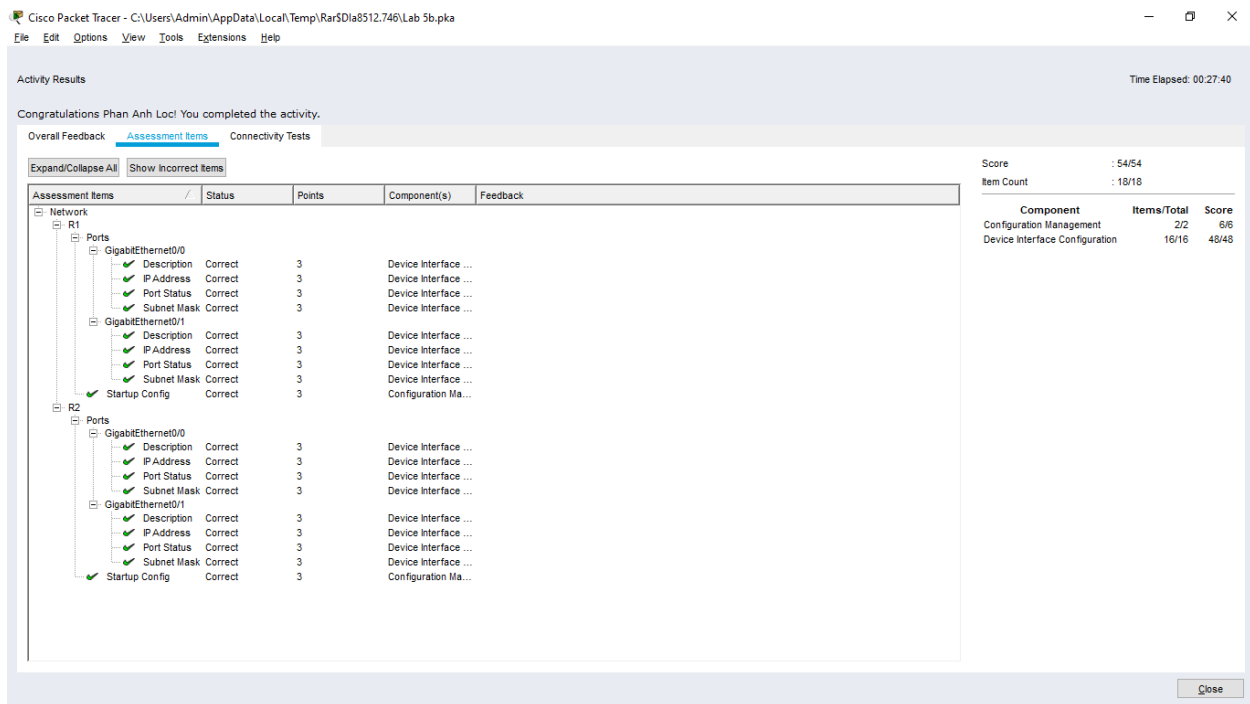 Cisco Packet Tracer - C:\Users\Admin\AppData\Local\Temp\Rar$DIa8512.746\Lab 5b.pka
File Edit Options View Tools Extensions Help
Activity Results
Time Elapsed: 00:27:40
Congratulations Phan Anh Loc! You completed the activity.
Overall Feedback Assessment Items Connectivity Tests
Expand/Collapse All Show Incorrect Items
Assessment Items Status Points Component(s) Feedback
Network
R1
Ports
GigabitEthernet0/0
Description Correct 3 Device Interface ...
IP Address Correct 3 Device Interface ...
Port Status Correct 3 Device Interface ...
Subnet Mask Correct 3 Device Interface ...
GigabitEthernet0/1
Description Correct 3 Device Interface ...
IP Address Correct 3 Device Interface ...
Port Status Correct 3 Device Interface ...
Subnet Mask Correct 3 Device Interface ...
Startup Config Correct 3 Configuration Ma...
R2
Ports
GigabitEthernet0/0
Description Correct 3 Device Interface ...
IP Address Correct 3 Device Interface ...
Port Status Correct 3 Device Interface ...
Subnet Mask Correct 3 Device Interface ...
GigabitEthernet0/1
Description Correct 3 Device Interface ...
IP Address Correct 3 Device Interface ...
Port Status Correct 3 Device Interface ...
Subnet Mask Correct 3 Device Interface ...
Startup Config Correct 3 Configuration Ma...
Score : 54/54
Item Count : 18/18
Component Items/Total Score
Configuration Management 2/2 6/6
Device Interface Configuration 16/16 48/48
Close